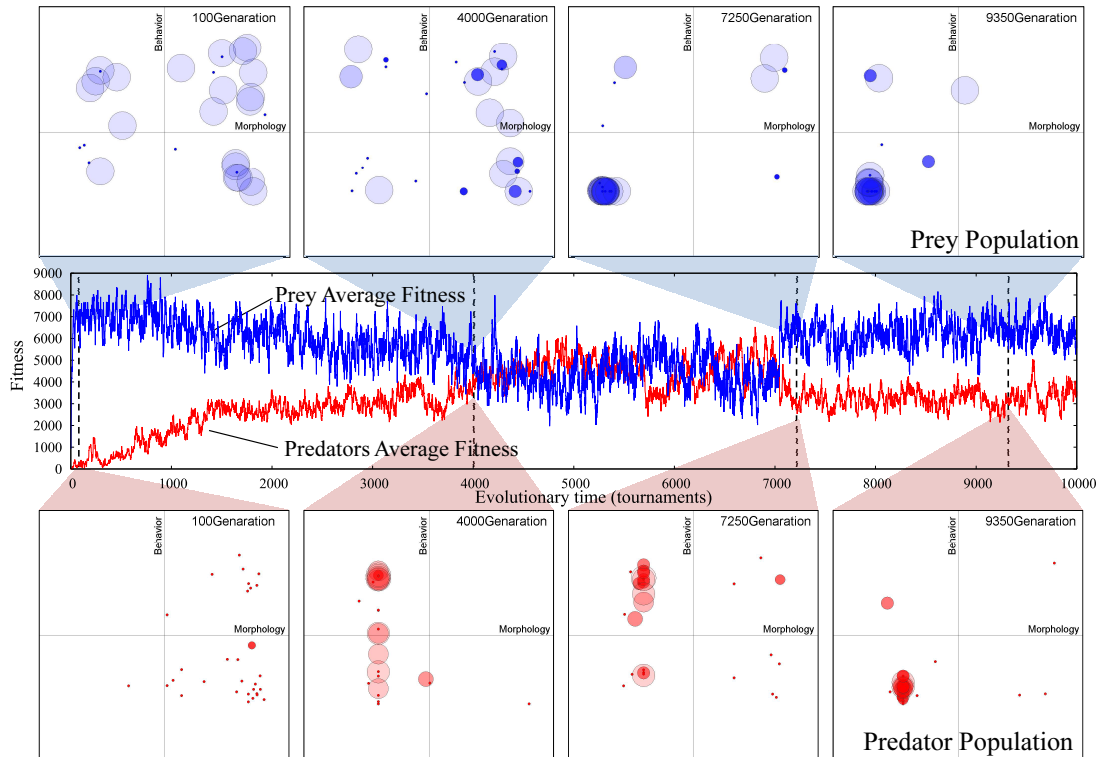 100Genaration
Behavior
Morphology
4000Genaration
7250Genaration
Behavior
Morphology
9350Genaration
Behavior
Morphology
Prey Population
9000
8000
7000
6000
5000
4000
3000
2000
1000
0
Fitness
Prey Average Fitness
Predators Average Fitness
0
1000
2000
3000
4000
5000
6000
7000
8000
9000
10000
Evolutionary time (tournaments)
100Genaration
Behavior
Morphology
4000Genaration
Behavior
Morphology
7250Genaration
Behavior
Morphology
9350Genaration
Behavior
Morphology
Predator Population